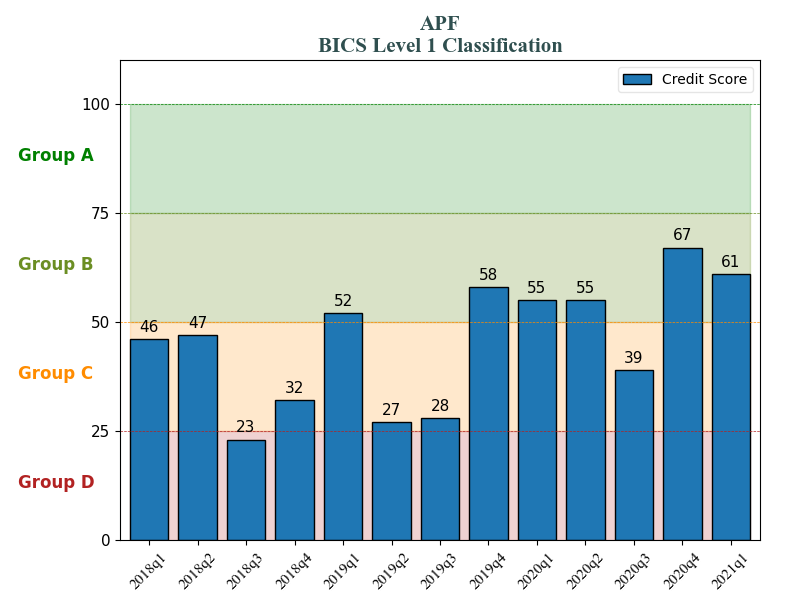 APF
BICS Level 1 Classification
Credit Score
100
75
50
25
0
Group A
Group B
Group C
Group D
46
47
23
32
52
27
28
58
55
55
39
67
61
2018q1
2018q2
2018q3
2018q4
2019q1
2019q2
2019q3
2019q4
2020q1
2020q2
2020q3
2020q4
2021q1